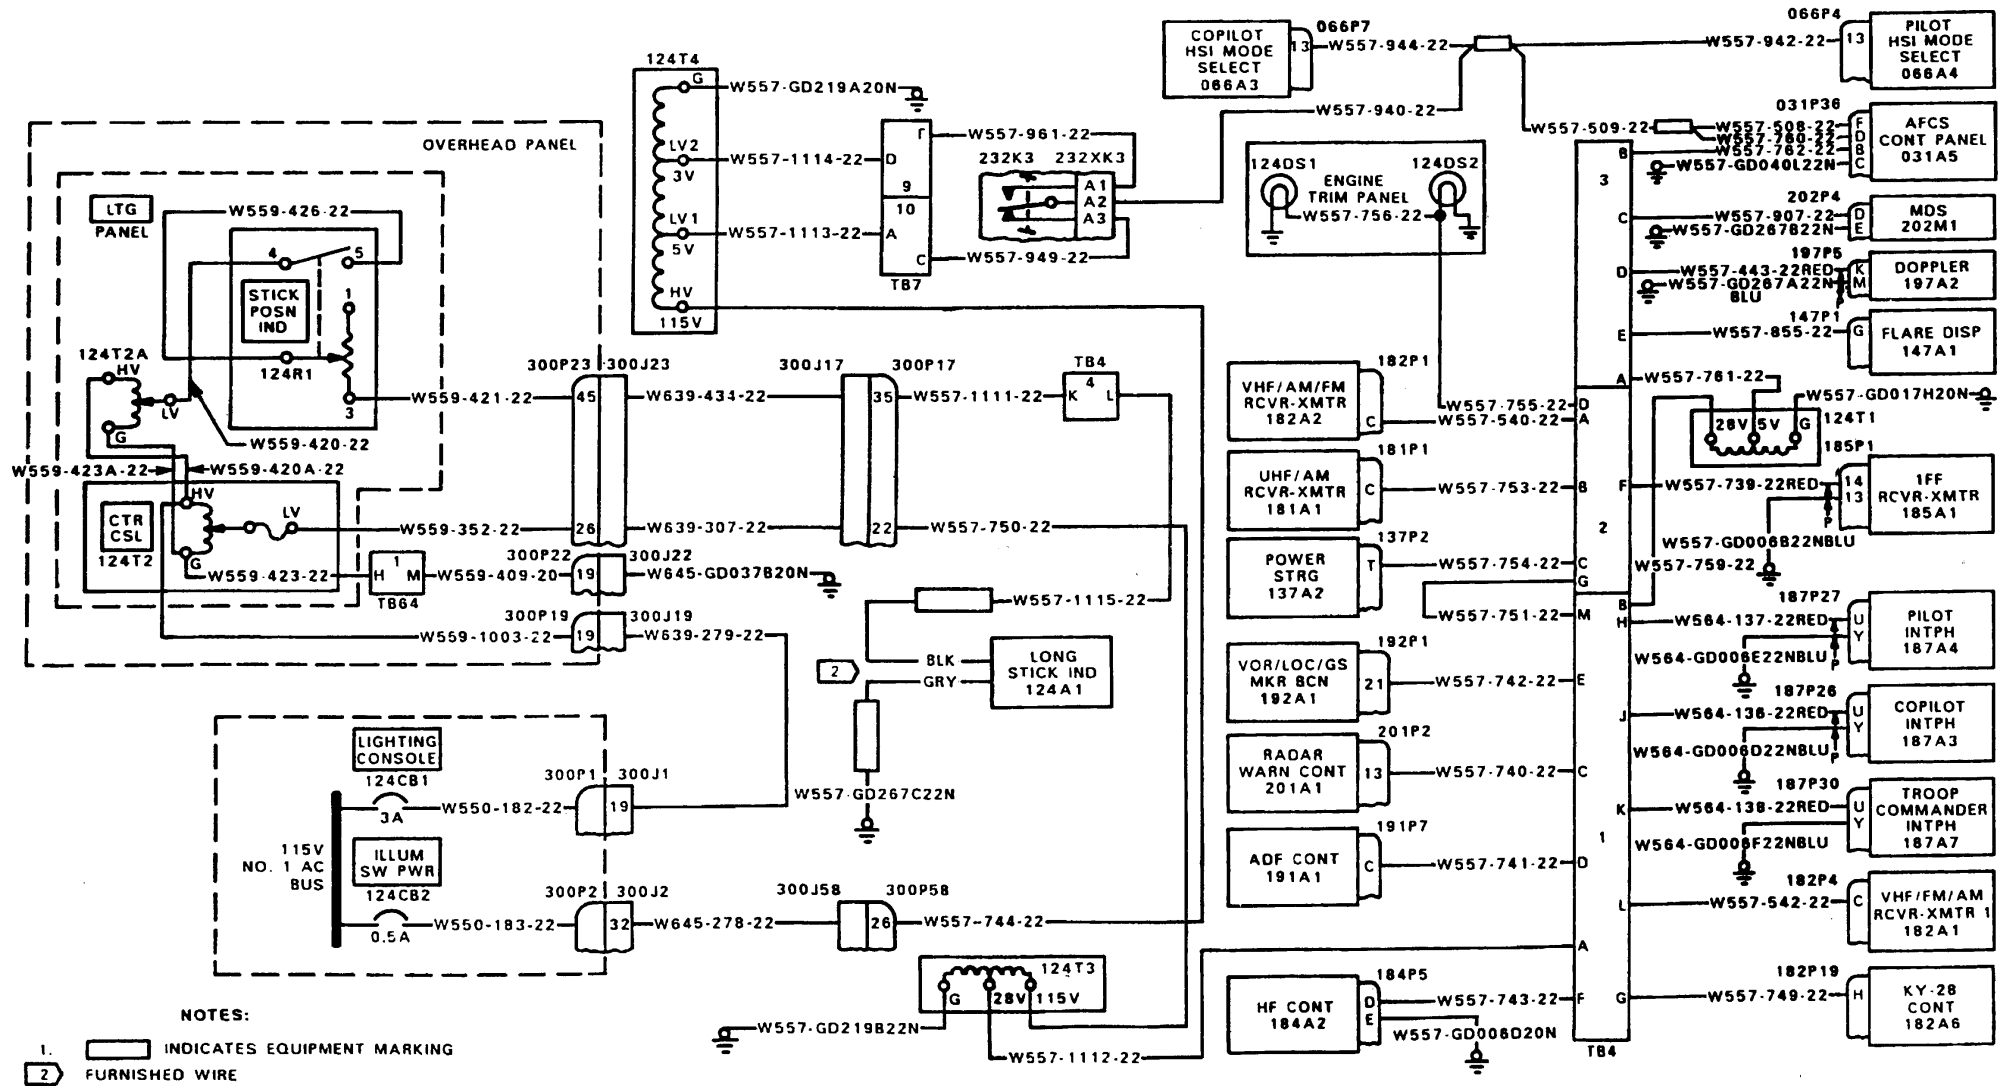 OVERHEAD PANEL
LTG
PANEL
W559-426-22
4
5
STICK
POSN
IND
1
124R1
3
124T2A
HV
LV
G
W559-420-22
W559-423A-22
W559-420A-22
HV
LV
CTR
CSL
124T2
G
W559-421-22
W559-352-22
W559-423-22
H
1
M
TB64
W559-409-20
W559-1003-22
300P23
300J23
45
26
300P22
300J22
19
300P19
300J19
19
W639-434-22
W639-307-22
W645-GD037B20N
W639-279-22
124T4
G
LV2
3V
LV1
5V
HV
115V
W557-GD219A20N
W557-1114-22
W557-1113-22
D
9
10
A
C
TB7
W557-961-22
232K3
232XK3
A1
A2
A3
W557-949-22
300J17
300P17
35
22
W557-1111-22
TB4
4
K
L
W557-750-22
W557-1115-22
2
BLK
GRY
LONG
STICK IND
124A1
W557-GD267C22N
LIGHTING
CONSOLE
124CB1
3A
W550-182-22
300P1
300J1
19
115V
NO. 1 AC
BUS
ILLUM
SW PWR
124CB2
0.5A
W550-183-22
300P2
300J2
32
W645-278-22
300J58
300P58
26
W557-744-22
124T3
G
28V
115V
W557-GD219B22N
W557-1112-22
COPILOT
HSI MODE
SELECT
066A3
066P7
13
W557-944-22
W557-940-22
W557-942-22
066P4
13
PILOT
HSI MODE
SELECT
066A4
124DS1
124DS2
ENGINE
TRIM PANEL
W557-756-22
W557-509-22
031P36
W557-508-22
W557-760-22
W557-762-22
W557-GD040L22N
F
D
B
C
AFCS
CONT PANEL
031A5
B
3
C
W557-907-22
W557-GD267B22N
202P4
D
E
MDS
202M1
D
W557-443-22RED
W557-GD267A22N
BLU
P
197P5
K
M
DOPPLER
197A2
E
W557-855-22
147P1
G
FLARE DISP
147A1
A
W557-761-22
W557-GD017H20N
28V
5V
G
124T1
VHF/AM/FM
RCVR-XMTR
182A2
182P1
C
W557-755-22
W557-540-22
D
A
UHF/AM
RCVR-XMTR
181A1
181P1
C
W557-753-22
B
2
F
W557-739-22RED
P
185P1
14
13
1FF
RCVR-XMTR
185A1
W557-GD006B22NBLU
W557-759-22
POWER
STRG
137A2
137P2
T
W557-754-22
C
G
W557-751-22
M
B
H
W564-137-22RED
P
187P27
U
Y
PILOT
INTPH
187A4
W564-GD006E22NBLU
VOR/LOC/GS
MKR BCN
192A1
192P1
21
W557-742-22
E
J
W564-136-22RED
P
187P26
U
Y
COPILOT
INTPH
187A3
W564-GD006D22NBLU
RADAR
WARN CONT
201A1
201P2
13
W557-740-22
C
K
W564-138-22RED
187P30
U
Y
TROOP
COMMANDER
INTPH
187A7
W564-GD006F22NBLU
1
ADF CONT
191A1
191P7
C
W557-741-22
D
L
W557-542-22
182P4
C
VHF/FM/AM
RCVR-XMTR 1
182A1
A
HF CONT
184A2
184P5
D
E
W557-743-22
W557-GD006D20N
F
G
W557-749-22
182P19
H
KY-28
CONT
182A6
TB4
NOTES:
1. INDICATES EQUIPMENT MARKING
2 FURNISHED WIRE